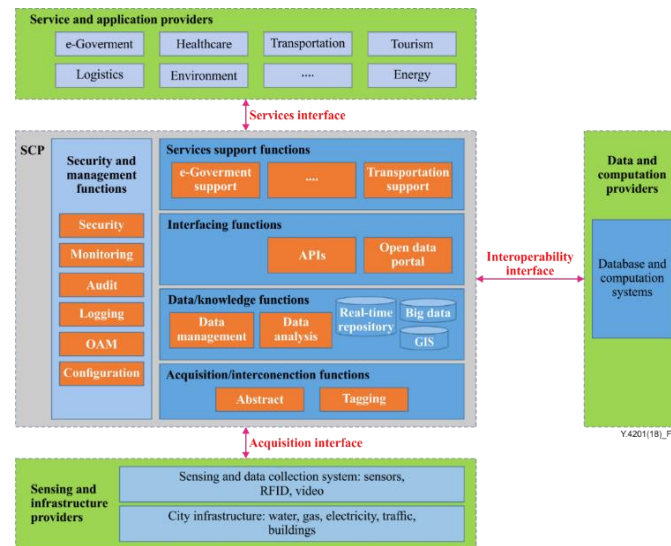 Service and application providers
e-Goverment
Healthcare
Transportation
Tourism
Logistics
Environment
....
Energy
Services interface
SCP
Security and
management
functions
Security
Monitoring
Audit
Logging
OAM
Configuration
Services support functions
e-Goverment
support
....
Transportation
support
Interfacing functions
APIs
Open data
portal
Data/knowledge functions
Data
management
Data
analysis
Real-time
repository
Big data
GIS
Acquisition/interconenction functions
Abstract
Tagging
Interoperability
interface
Data and
computation
providers
Database and
computation
systems
Y.4201(18)_F
Acquisition interface
Sensing and
infrastructure
providers
Sensing and data collection system: sensors,
RFID, video
City infrastructure: water, gas, electricity, traffic,
buildings